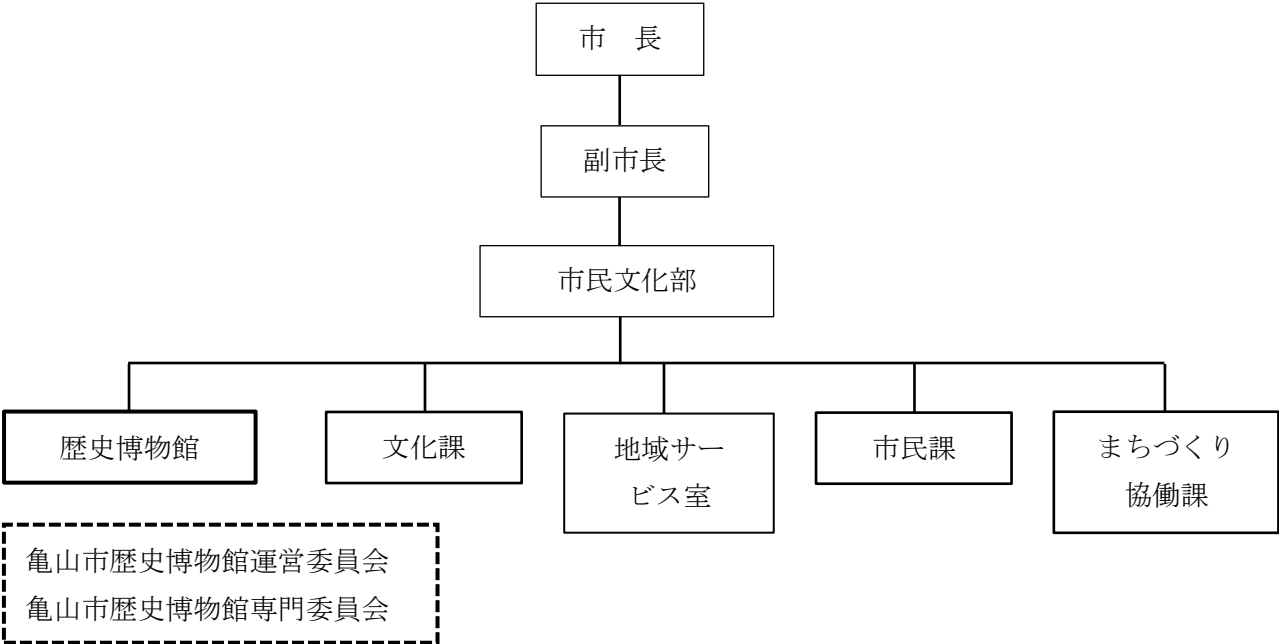 市　長
副市長
市民文化部
歴史博物館
文化課
地域サー
ビス室
市民課
まちづくり
協働課
亀山市歴史博物館運営委員会
亀山市歴史博物館専門委員会